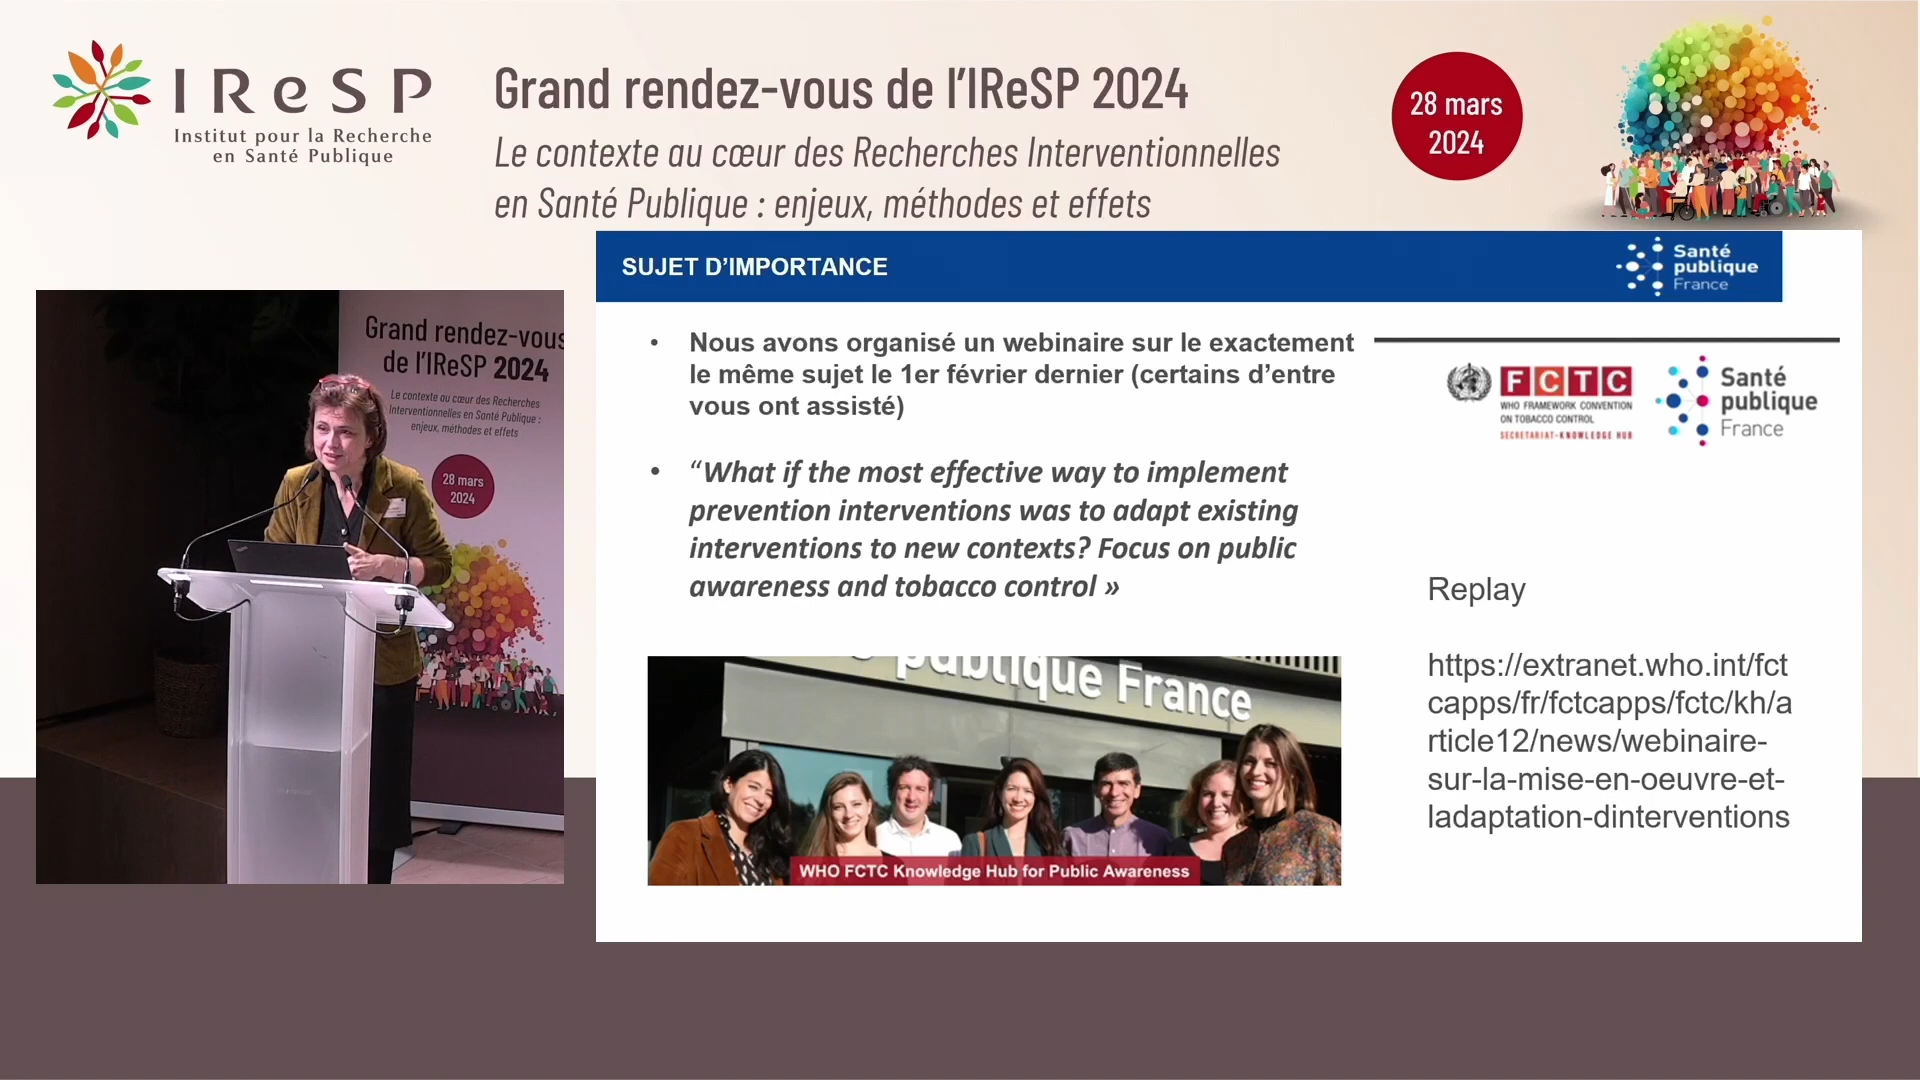 IReSP
Institut pour la Recherche
en Santé Publique
Grand rendez-vous de l'IReSP 2024
Le contexte au cœur des Recherches Interventionnelles
en Santé Publique : enjeux, méthodes et effets
28 mars
2024
Grand rendez-vous
de l'IReSP 2024
Le contexte au cœur des Recherches
Interventionnelles en Santé Publique :
enjeux, méthodes et effets
28 mars
2024
SUJET D'IMPORTANCE
Santé
publique
France
• Nous avons organisé un webinaire sur le exactement
le même sujet le 1er février dernier (certains d'entre
vous ont assisté)
• “What if the most effective way to implement
prevention interventions was to adapt existing
interventions to new contexts? Focus on public
awareness and tobacco control »
FCTC
WHO FRAMEWORK CONVENTION
ON TOBACCO CONTROL
SECRETARIAT-KNOWLEDGE HUB
Santé
publique
France
publique France
WHO FCTC Knowledge Hub for Public Awareness
Replay
https://extranet.who.int/fct
capps/fr/fctcapps/fctc/kh/a
rticle12/news/webinaire-
sur-la-mise-en-oeuvre-et-
ladaptation-dinterventions